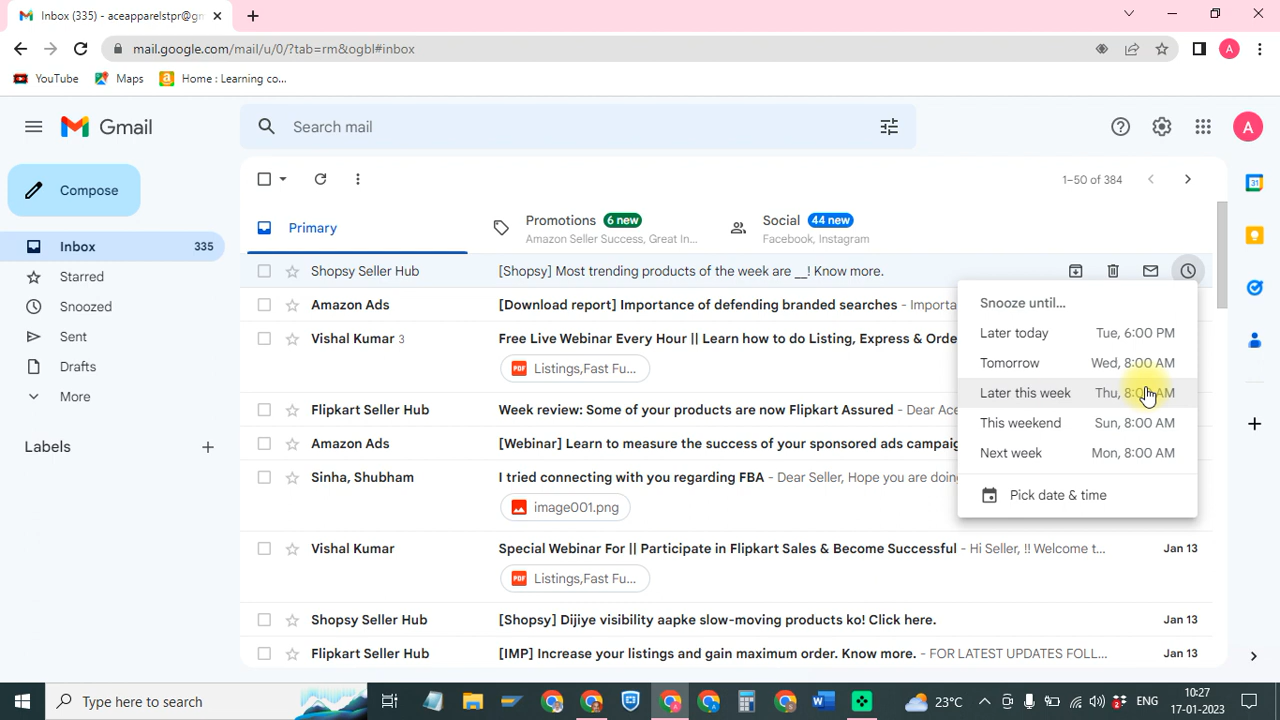 Inbox (335) - aceapparelstpr@gm
mail.google.com/mail/u/0/?tab=rm&ogbl#inbox
A
YouTube
Maps
Home : Learning co...
Gmail
Search mail
A
Compose
1–50 of 384
Inbox 335
Starred
Snoozed
Sent
Drafts
More
Labels
Primary
Promotions 6 new
Amazon Seller Success, Great In...
Social 44 new
Facebook, Instagram
Shopsy Seller Hub [Shopsy] Most trending products of the week are __! Know more.
Amazon Ads [Download report] Importance of defending branded searches - Importa
Vishal Kumar 3 Free Live Webinar Every Hour || Learn how to do Listing, Express & Orde
PDF Listings,Fast Fu...
Flipkart Seller Hub Week review: Some of your products are now Flipkart Assured - Dear Ace
Amazon Ads [Webinar] Learn to measure the success of your sponsored ads campaig
Sinha, Shubham I tried connecting with you regarding FBA - Dear Seller, Hope you are doin
image001.png
Vishal Kumar Special Webinar For || Participate in Flipkart Sales & Become Successful - Hi Seller, !! Welcome t... Jan 13
PDF Listings,Fast Fu...
Shopsy Seller Hub [Shopsy] Dijiye visibility aapke slow-moving products ko! Click here. Jan 13
Flipkart Seller Hub [IMP] Increase your listings and gain maximum order. Know more. - FOR LATEST UPDATES FOLL... Jan 13
Snooze until...
Later today Tue, 6:00 PM
Tomorrow Wed, 8:00 AM
Later this week Thu, 8:00 AM
This weekend Sun, 8:00 AM
Next week Mon, 8:00 AM
Pick date & time
31
Type here to search
23°C
ENG
10:27
17-01-2023